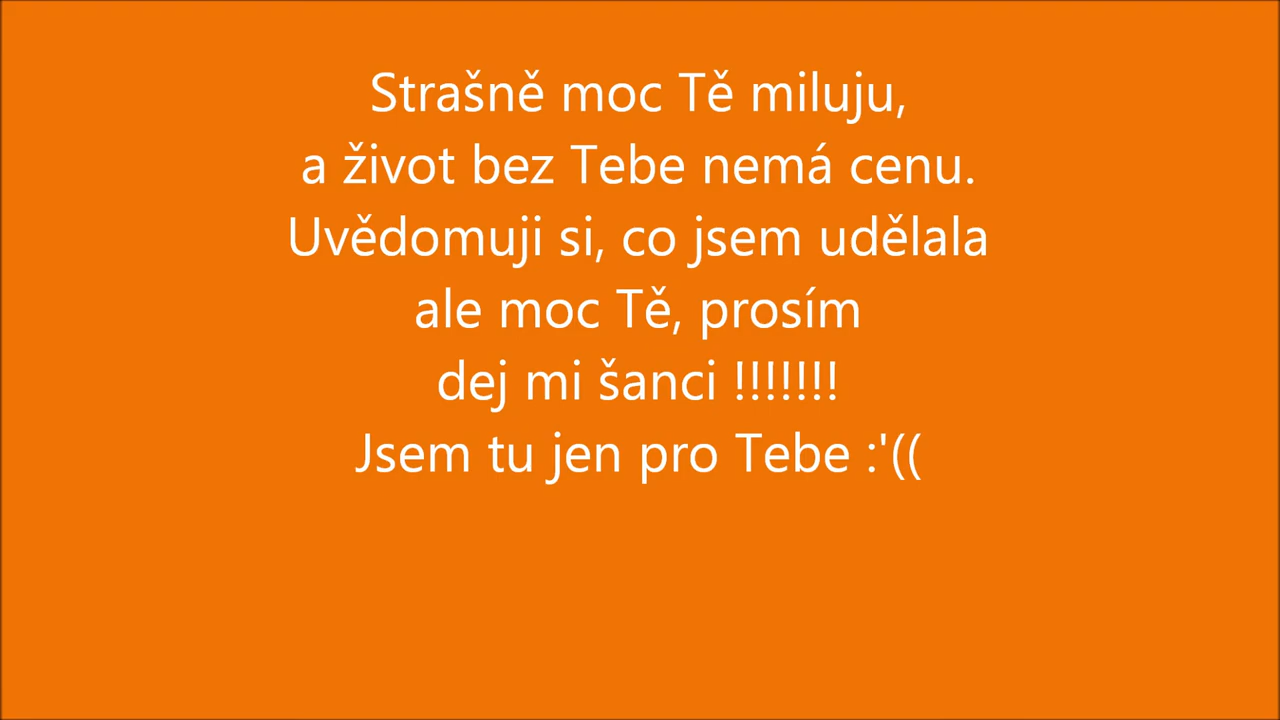 Strašně moc Tě miluju,
a život bez Tebe nemá cenu.
Uvědomuji si, co jsem udělala
ale moc Tě, prosím
dej mi šanci !!!!!!!
Jsem tu jen pro Tebe :'((